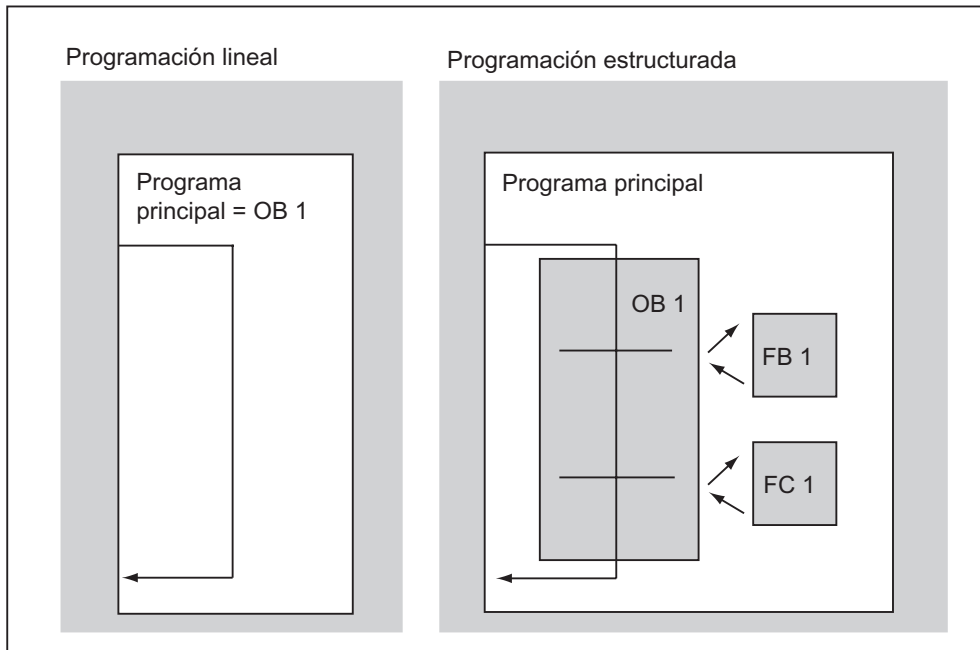 Programación lineal
Programa
principal = OB 1
Programación estructurada
Programa principal
OB 1
FB 1
FC 1